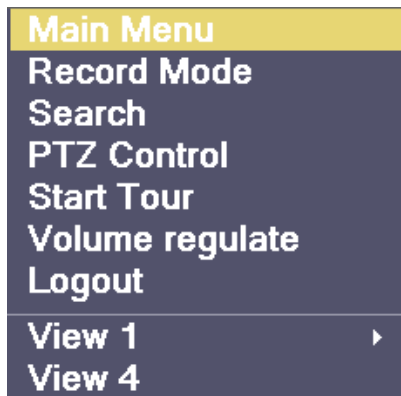 Main Menu
Record Mode
Search
PTZ Control
Start Tour
Volume regulate
Logout
View 1
View 4